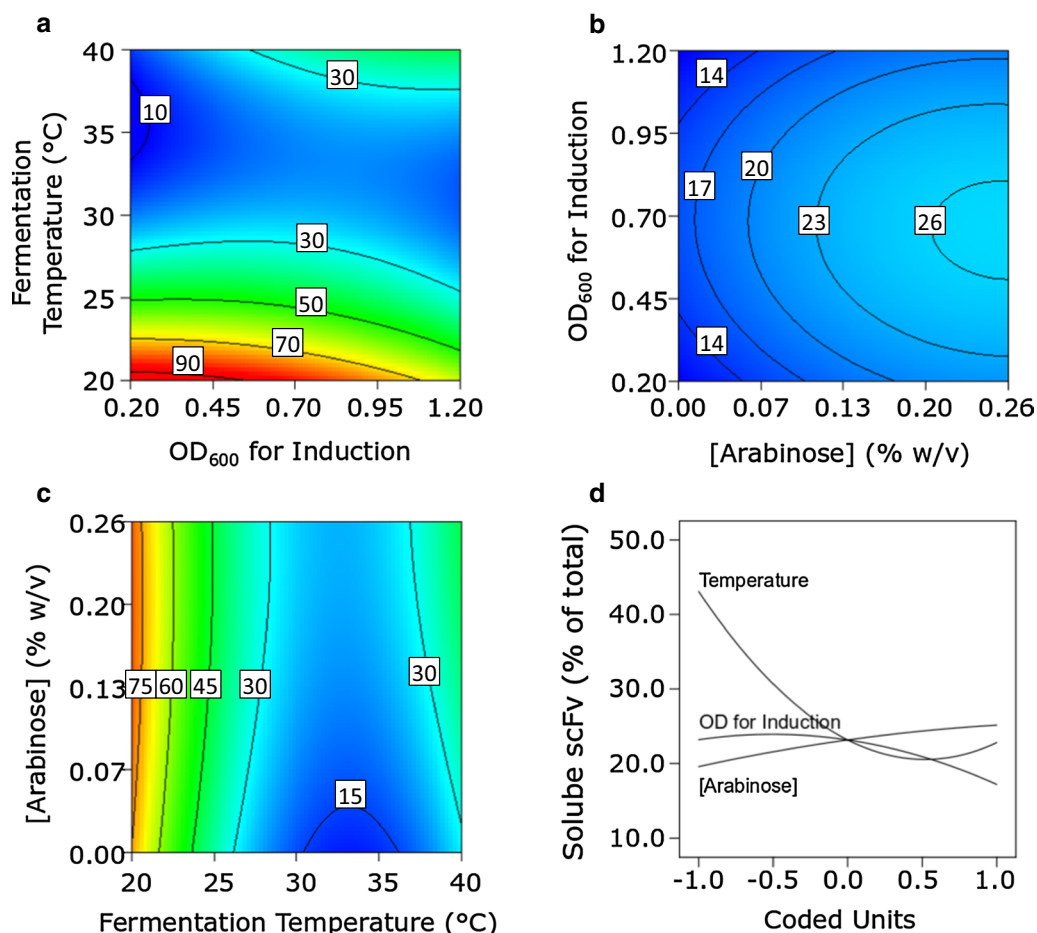 a
40
35
30
25
20
Fermentation
Temperature (°C)
30
10
30
50
70
90
0.20 0.45 0.70 0.95 1.20
OD600 for Induction
b
1.20
0.95
0.70
0.45
0.20
OD600 for Induction
14
20
17
23
26
14
0.00 0.07 0.13 0.20 0.26
[Arabinose] (% w/v)
c
0.26
0.20
0.13
0.07
0.00
[Arabinose] (% w/v)
75 60 45 30
30
15
20 25 30 35 40
Fermentation Temperature (°C)
d
50.0
40.0
30.0
20.0
10.0
Solube scFv (% of total)
Temperature
OD for Induction
[Arabinose]
-1.0 -0.5 0.0 0.5 1.0
Coded Units